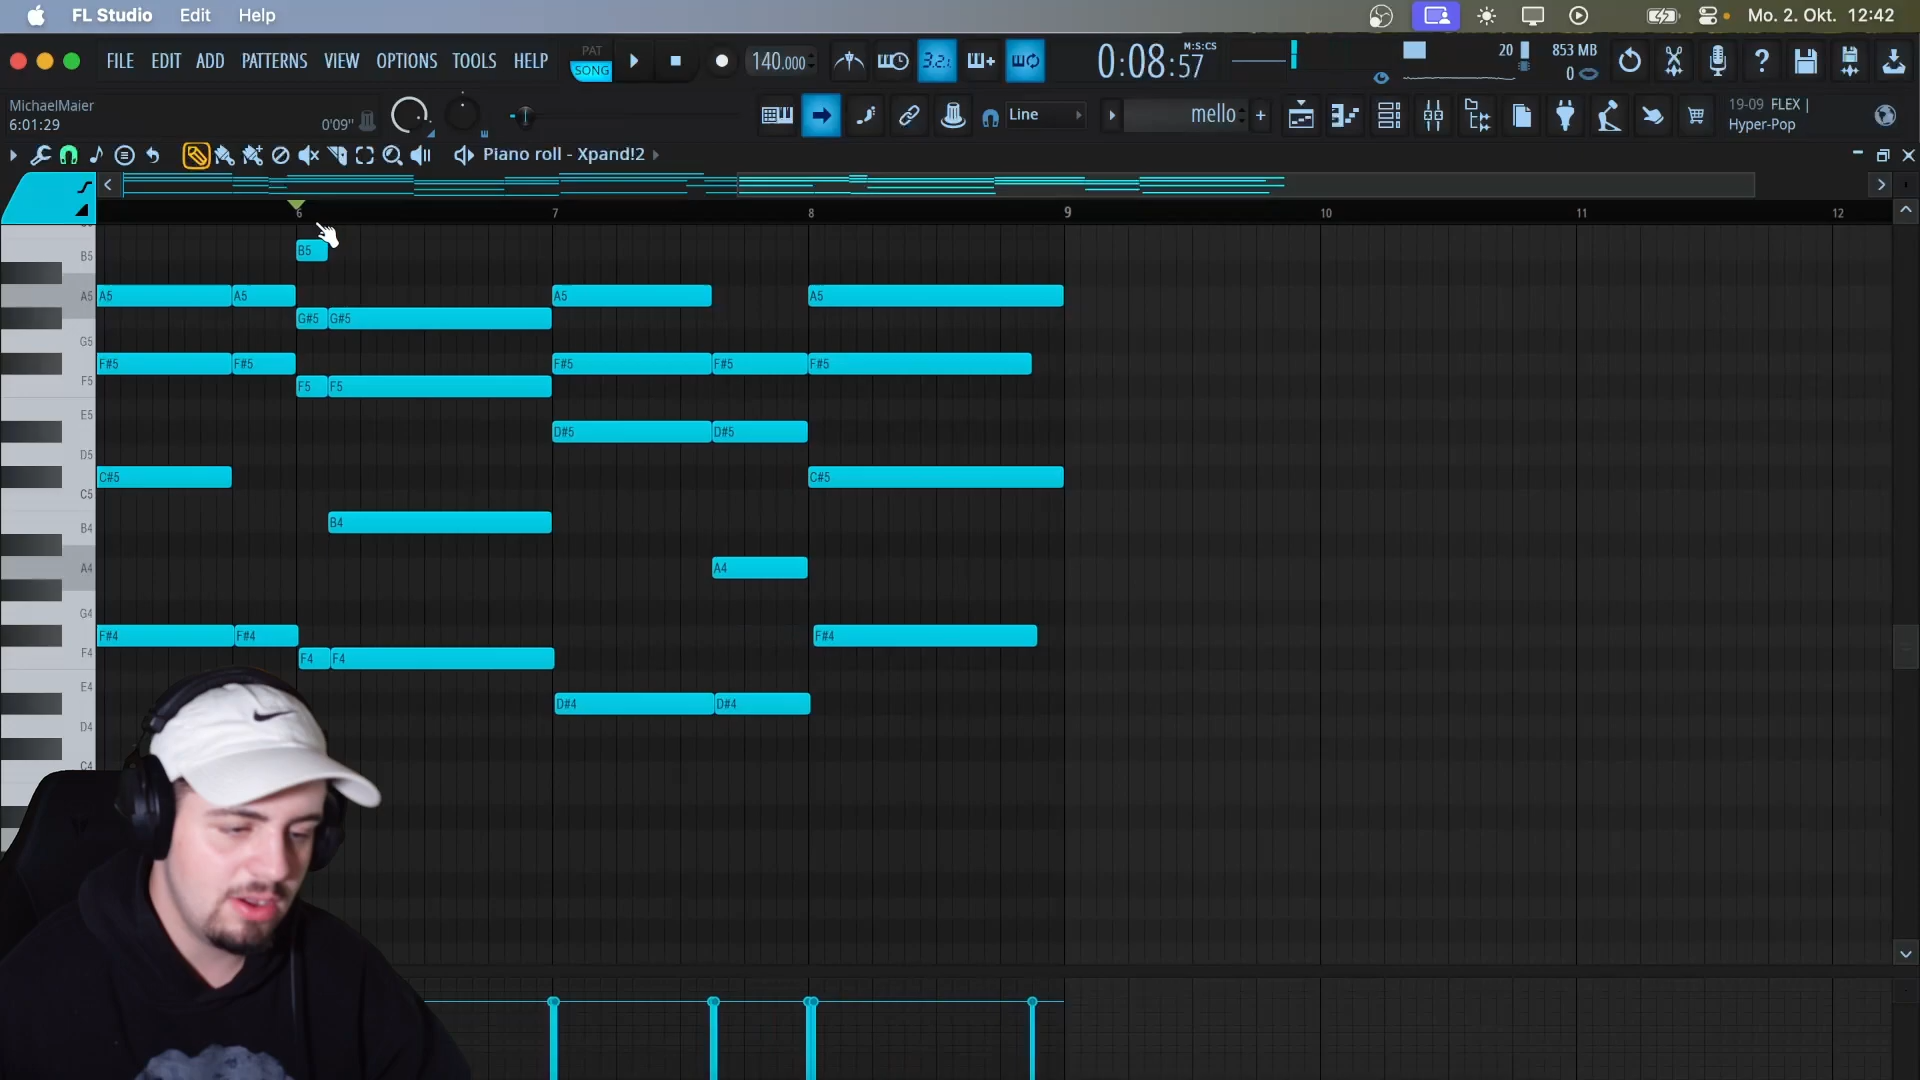 FL Studio Edit Help Mo. 2. Okt. 12:42
FILE EDIT ADD PATTERNS VIEW OPTIONS TOOLS HELP PAT SONG 140.000 3.2. 0:08:57 M:S:CS 20 853 MB 0 ?
MichaelMaier
6:01:29 0'09"
Line mello + 19-09 FLEX |
Hyper-Pop
Piano roll - Xpand!2
6 7 8 9 10 11 12
B5 B5
A5 A5 A5 A5 A5
G#5 G#5
G5
F#5 F#5 F#5 F#5 F#5
F5 F5 F5
E5
D#5 D#5
D5
C#5 C#5
C5
B4 B4
A4 A4
G4
F#4 F#4 F#4
F4 F4 F4
E4
D#4 D#4
D4
C4